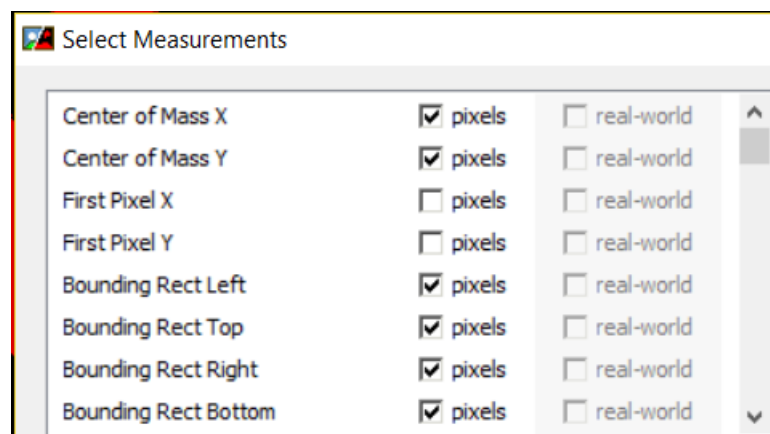 Select Measurements
Center of Mass X pixels real-world
Center of Mass Y pixels real-world
First Pixel X pixels real-world
First Pixel Y pixels real-world
Bounding Rect Left pixels real-world
Bounding Rect Top pixels real-world
Bounding Rect Right pixels real-world
Bounding Rect Bottom pixels real-world